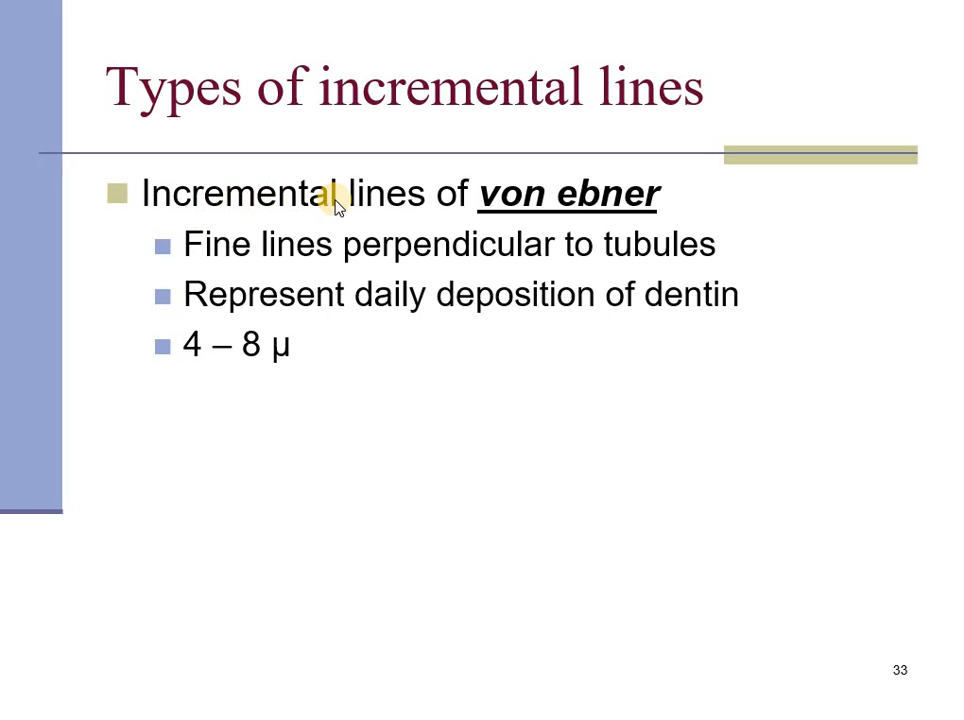 Types of incremental lines
Incremental lines of von ebner
Fine lines perpendicular to tubules
Represent daily deposition of dentin
4 – 8 µ
33